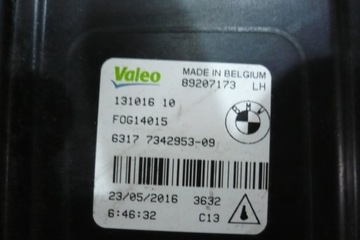 Valeo MADE IN BELGIUM
89207173 LH
131016 10
FOG14015
BMW
6317 7342953-09
23/05/2016 3632
6:46:32 C13